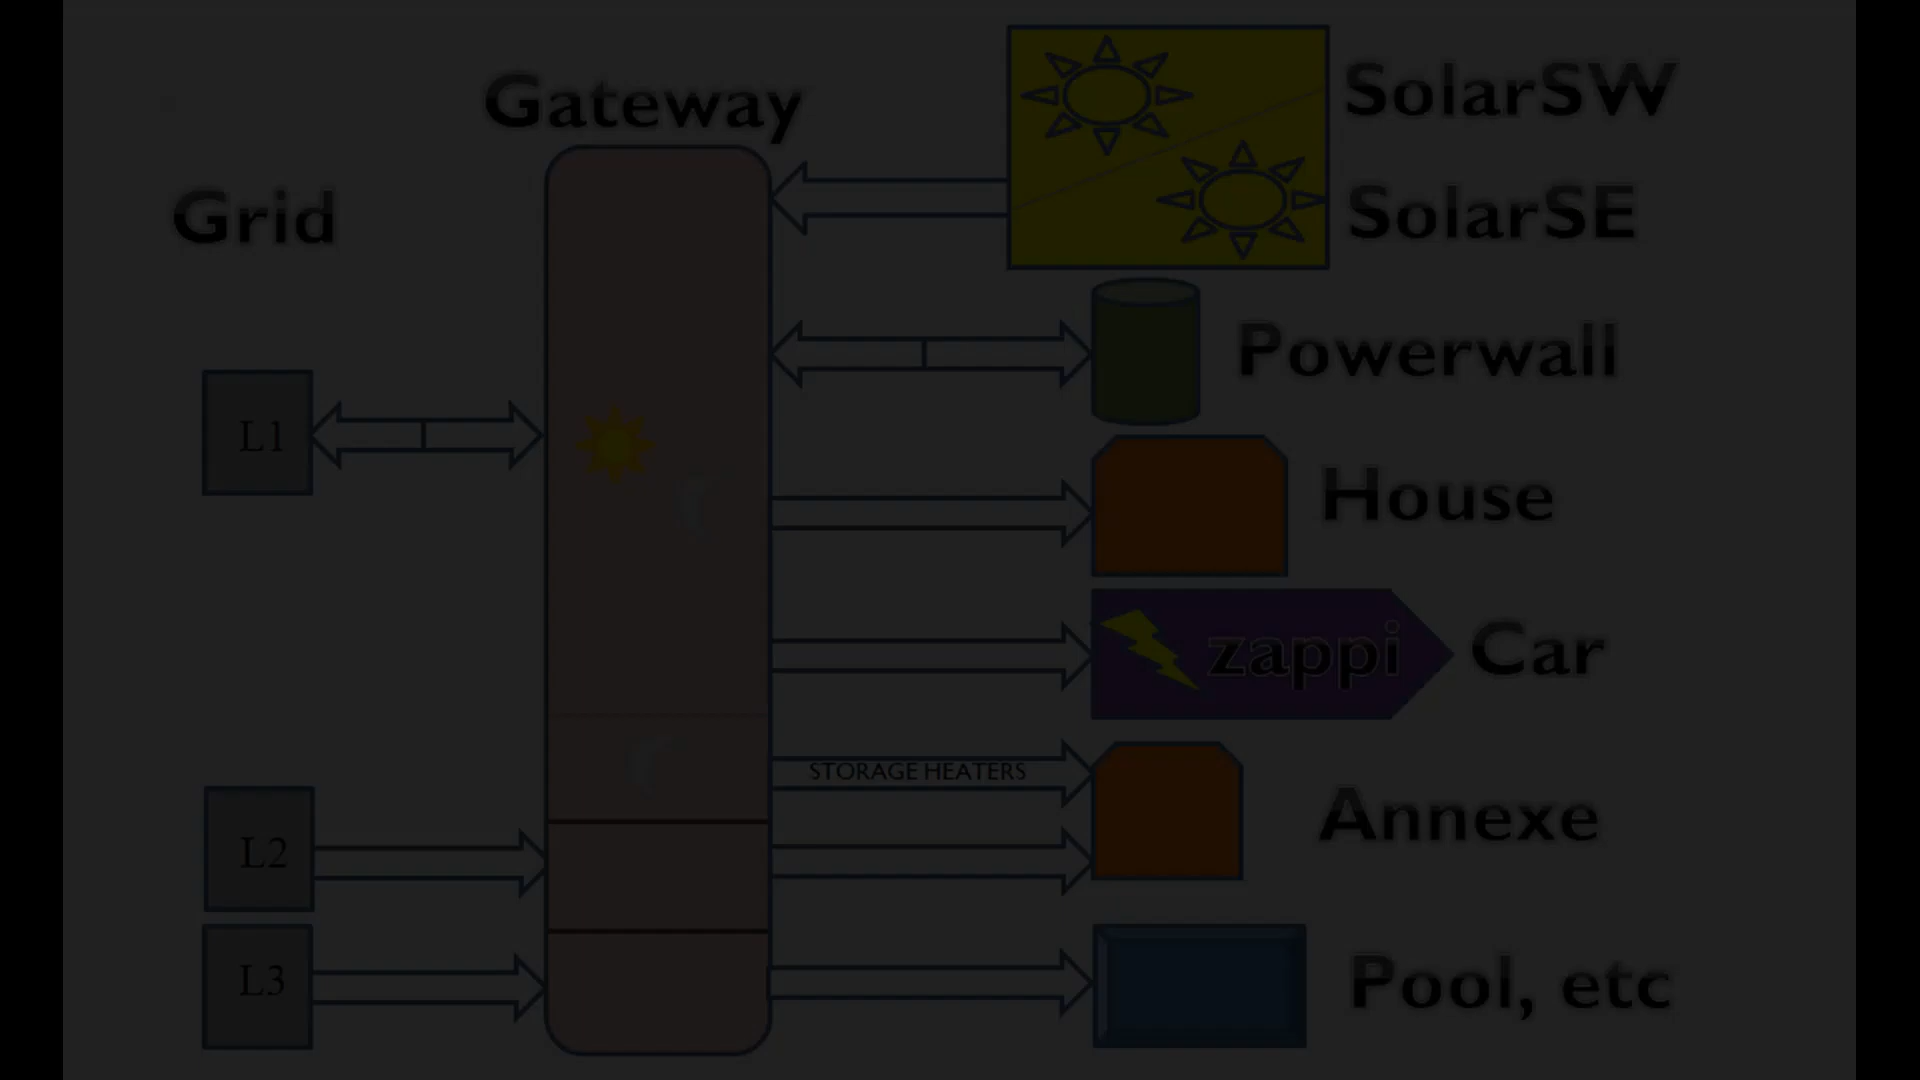 Gateway
SolarSW
Grid
SolarSE
Powerwall
L1
House
zappi
Car
STORAGE HEATERS
Annexe
L2
L3
Pool, etc